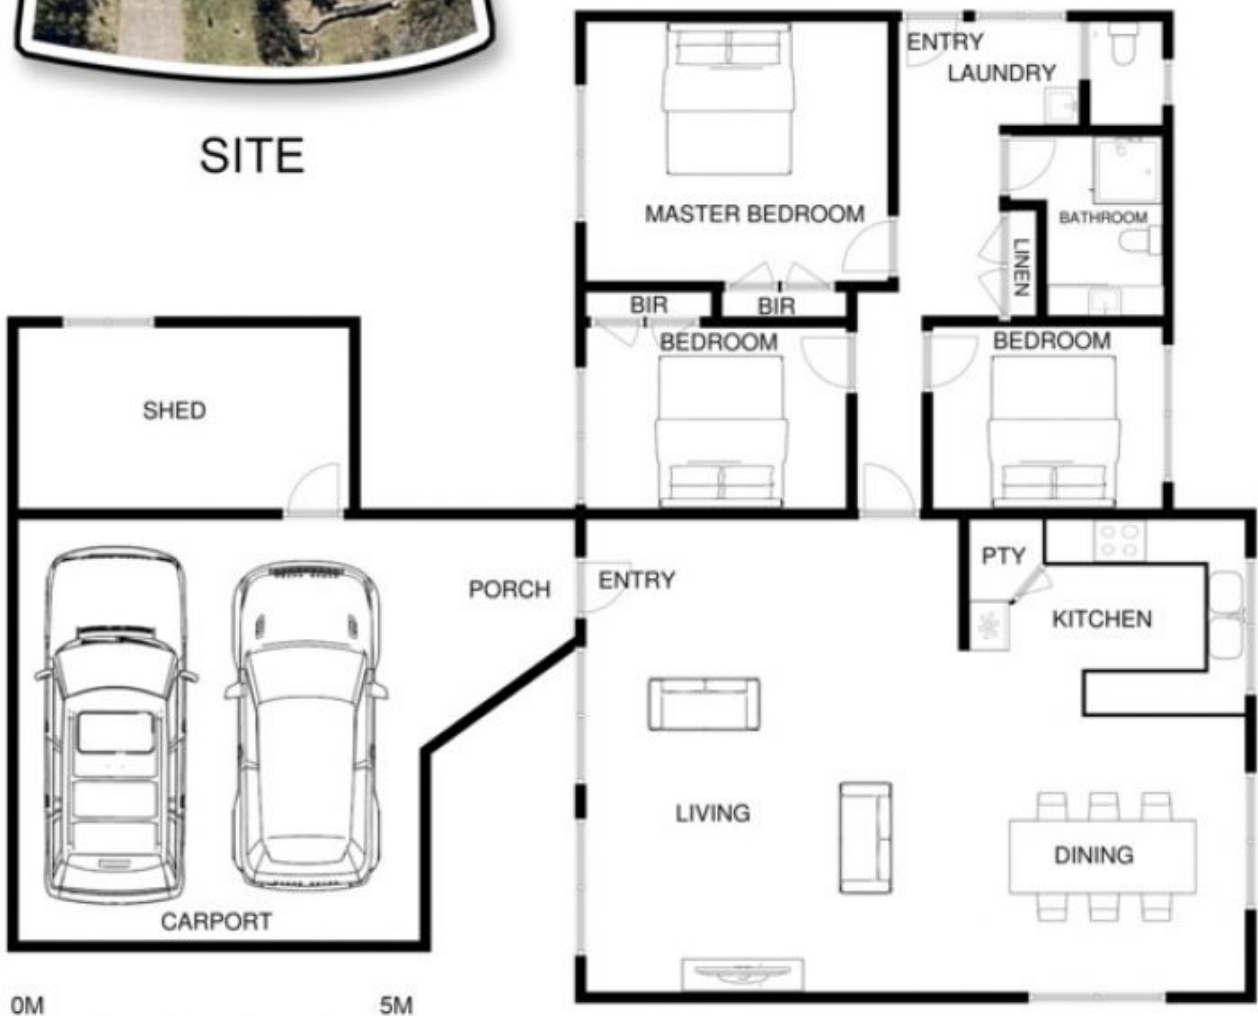 SITE
ENTRY
LAUNDRY
MASTER BEDROOM
BATHROOM
LINEN
BIR
BIR
BEDROOM
BEDROOM
SHED
PTY
PORCH
ENTRY
KITCHEN
LIVING
DINING
CARPORT
0M
5M